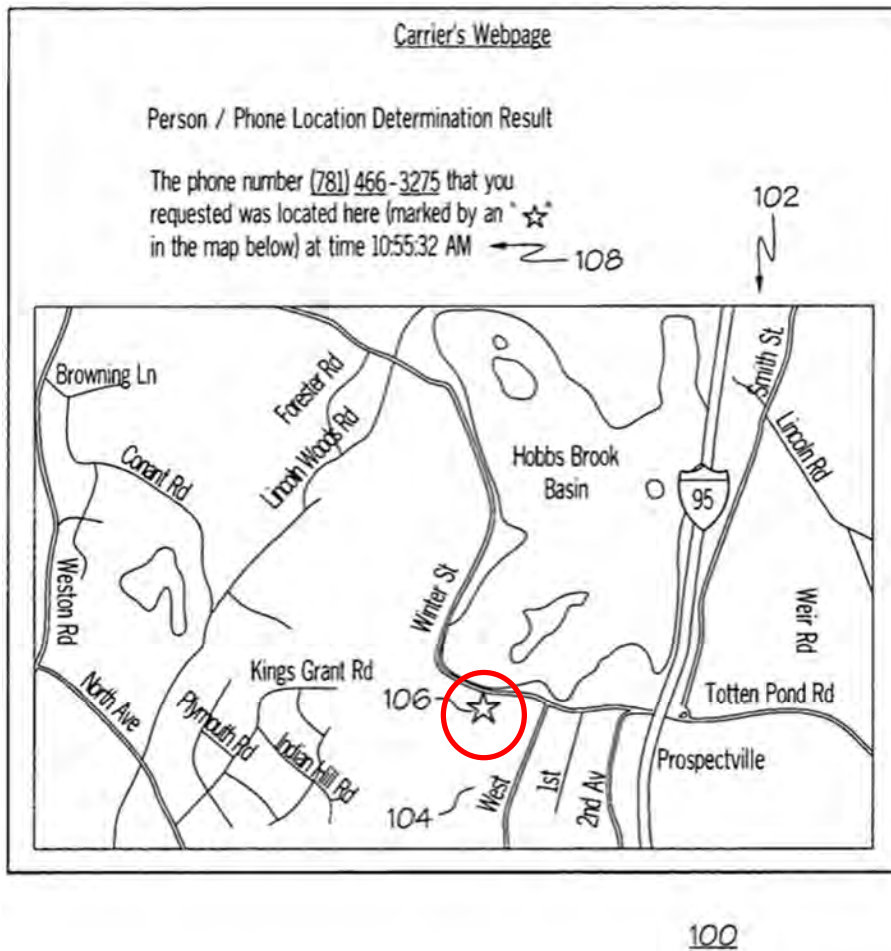 Carrier's Webpage
Person / Phone Location Determination Result
The phone number (781) 466-3275 that you
requested was located here (marked by an "☆"
in the map below) at time 10:55:32 AM
108
102
Browning Ln
Forester Rd
Smith St
Lincoln Rd
Conant Rd
Lincoln Woods Rd
Hobbs Brook
Basin
95
Weston Rd
Winter St
Weir Rd
Kings Grant Rd
North Ave
106
Totten Pond Rd
Plymouth Rd
Indian Hill Rd
Prospectville
104
West
1st
2nd Av
100